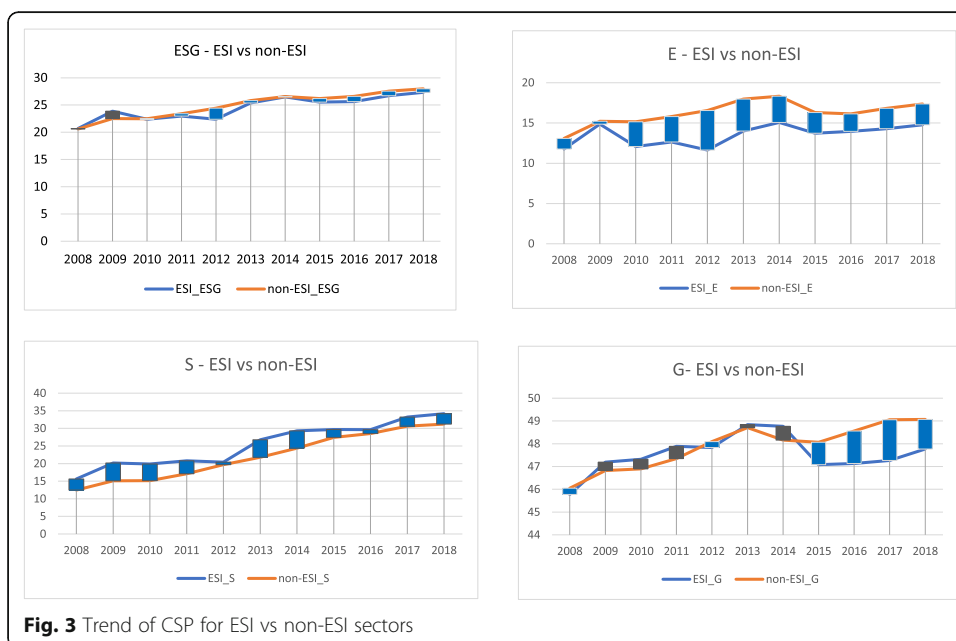 ESG - ESI vs non-ESI
30
25
20
15
10
5
0
2008 2009 2010 2011 2012 2013 2014 2015 2016 2017 2018
ESI_ESG non-ESI_ESG
E - ESI vs non-ESI
20
15
10
5
0
2008 2009 2010 2011 2012 2013 2014 2015 2016 2017 2018
ESI_E non-ESI_E
S - ESI vs non-ESI
40
35
30
25
20
15
10
5
0
2008 2009 2010 2011 2012 2013 2014 2015 2016 2017 2018
ESI_S non-ESI_S
G- ESI vs non-ESI
50
49
48
47
46
45
44
2008 2009 2010 2011 2012 2013 2014 2015 2016 2017 2018
ESI_G non-ESI_G
Fig. 3 Trend of CSP for ESI vs non-ESI sectors